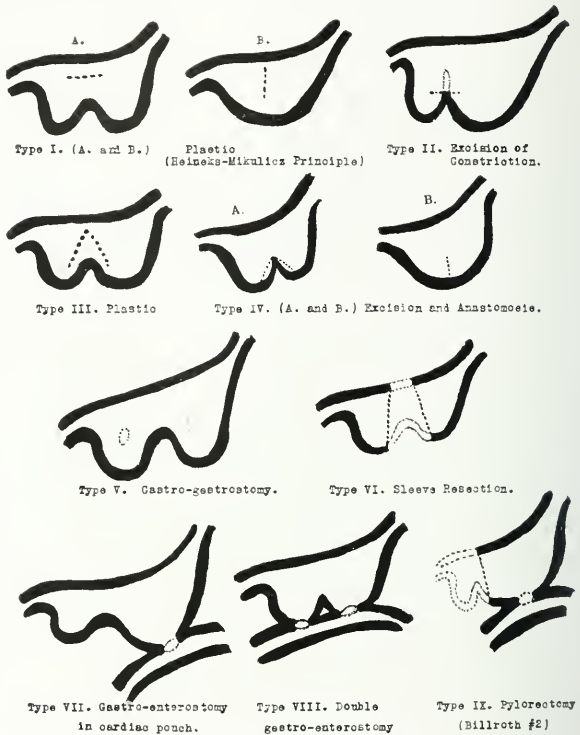 A.
B.
Type I. (A. and B.)
Plastic
(Heineks-Mikulicz Principle)
Type II. Excision of
Constriction.
A.
B.
Type III. Plastic
Type IV. (A. and B.) Excision and Anastomosis.
Type V. Gastro-gastrostomy.
Type VI. Sleeve Resection.
Type VII. Gastro-enterostomy
in cardiac pouch.
Type VIII. Double
gastro-enterostomy
Type IX. Pylorectomy
(Billroth #2)